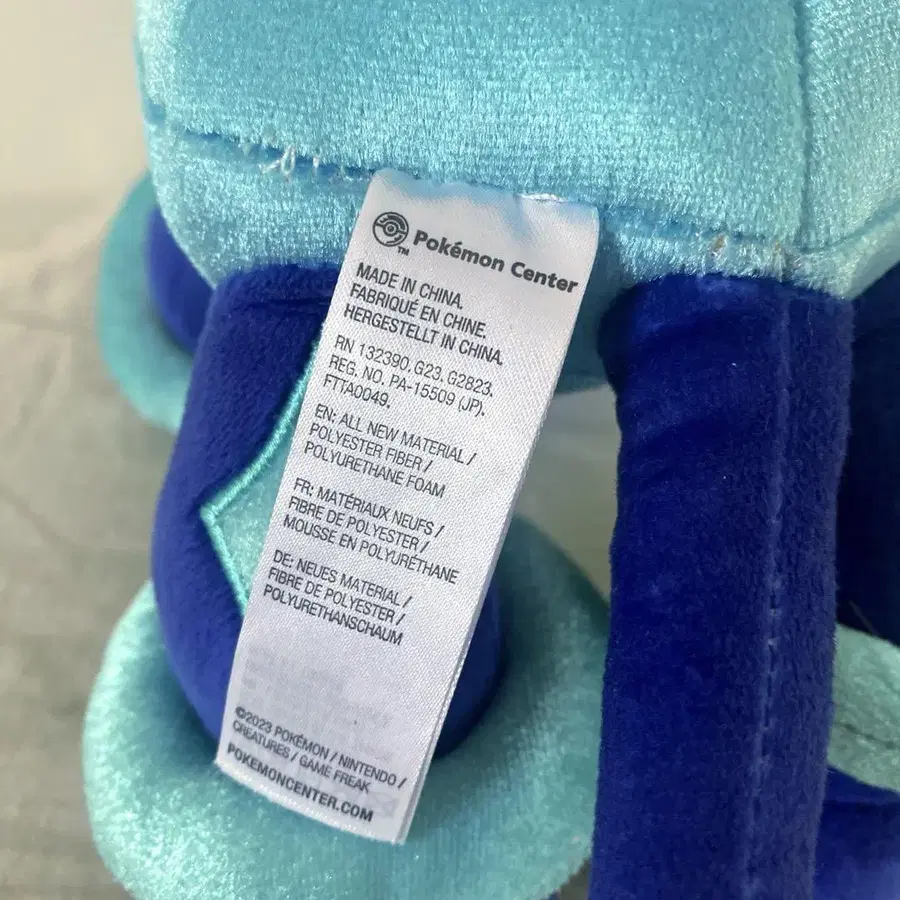 Pokémon Center
TM
MADE IN CHINA.
FABRIQUÉ EN CHINE.
HERGESTELLT IN CHINA.
RN 132390, G23, G2823.
REG. NO. PA-15509 (JP).
FTTA0049.
EN: ALL NEW MATERIAL /
POLYESTER FIBER /
POLYURETHANE FOAM
FR: MATÉRIAUX NEUFS /
FIBRE DE POLYESTER /
MOUSSE EN POLYURÉTHANE
DE: NEUES MATERIAL /
FIBRE DE POLYESTER /
POLYURETHANSCHAUM
©2023 POKÉMON / NINTENDO /
CREATURES / GAME FREAK
POKEMONCENTER.COM